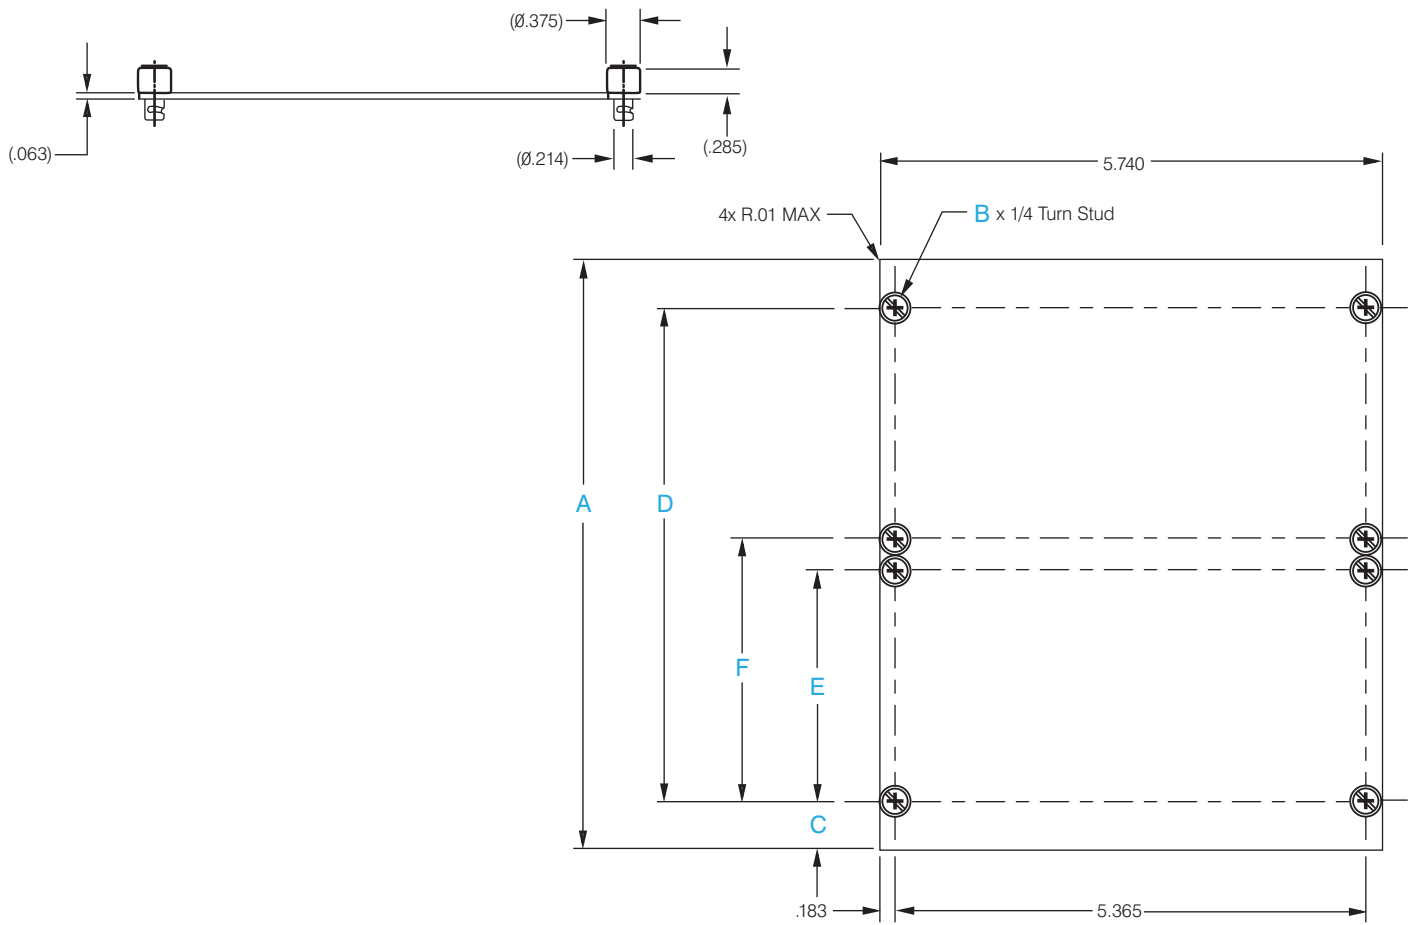 (Ø.375)
(.063)
(Ø.214)
(.285)
5.740
4x R.01 MAX
B x 1/4 Turn Stud
A
D
F
E
C
.183
5.365